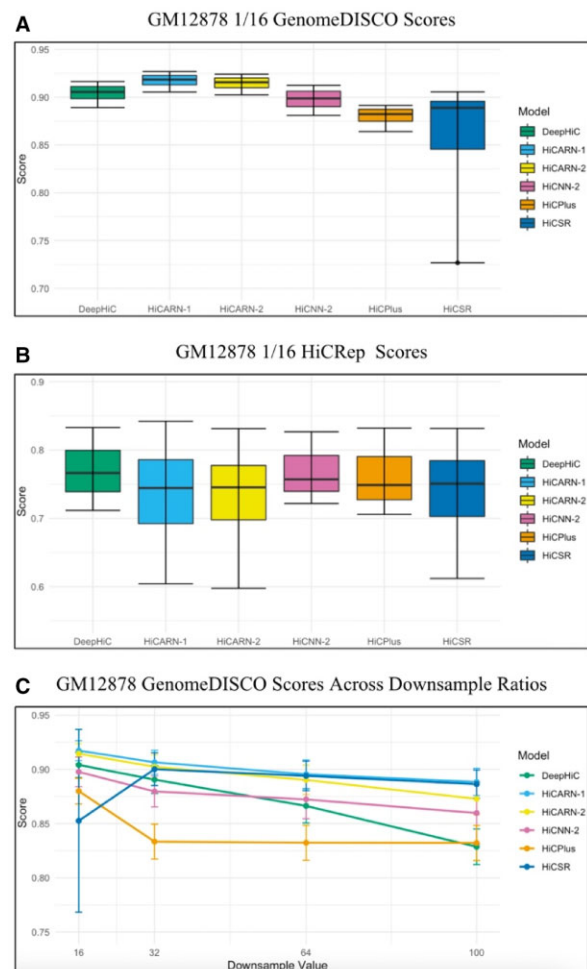 A
GM12878 1/16 GenomeDISCO Scores
0.95
0.90
0.85
0.80
0.75
0.70
Score
DeepHiC
HiCARN-1
HiCARN-2
HiCNN-2
HiCPlus
HiCSR
Model
DeepHiC
HiCARN-1
HiCARN-2
HiCNN-2
HiCPlus
HiCSR
B
GM12878 1/16 HiCRep Scores
0.9
0.8
0.7
0.6
Score
DeepHiC
HiCARN-1
HiCARN-2
HiCNN-2
HiCPlus
HiCSR
Model
DeepHiC
HiCARN-1
HiCARN-2
HiCNN-2
HiCPlus
HiCSR
C
GM12878 GenomeDISCO Scores Across Downsample Ratios
0.95
0.90
0.85
0.80
0.75
Score
16
32
64
100
Downsample Value
Model
DeepHiC
HiCARN-1
HiCARN-2
HiCNN-2
HiCPlus
HiCSR